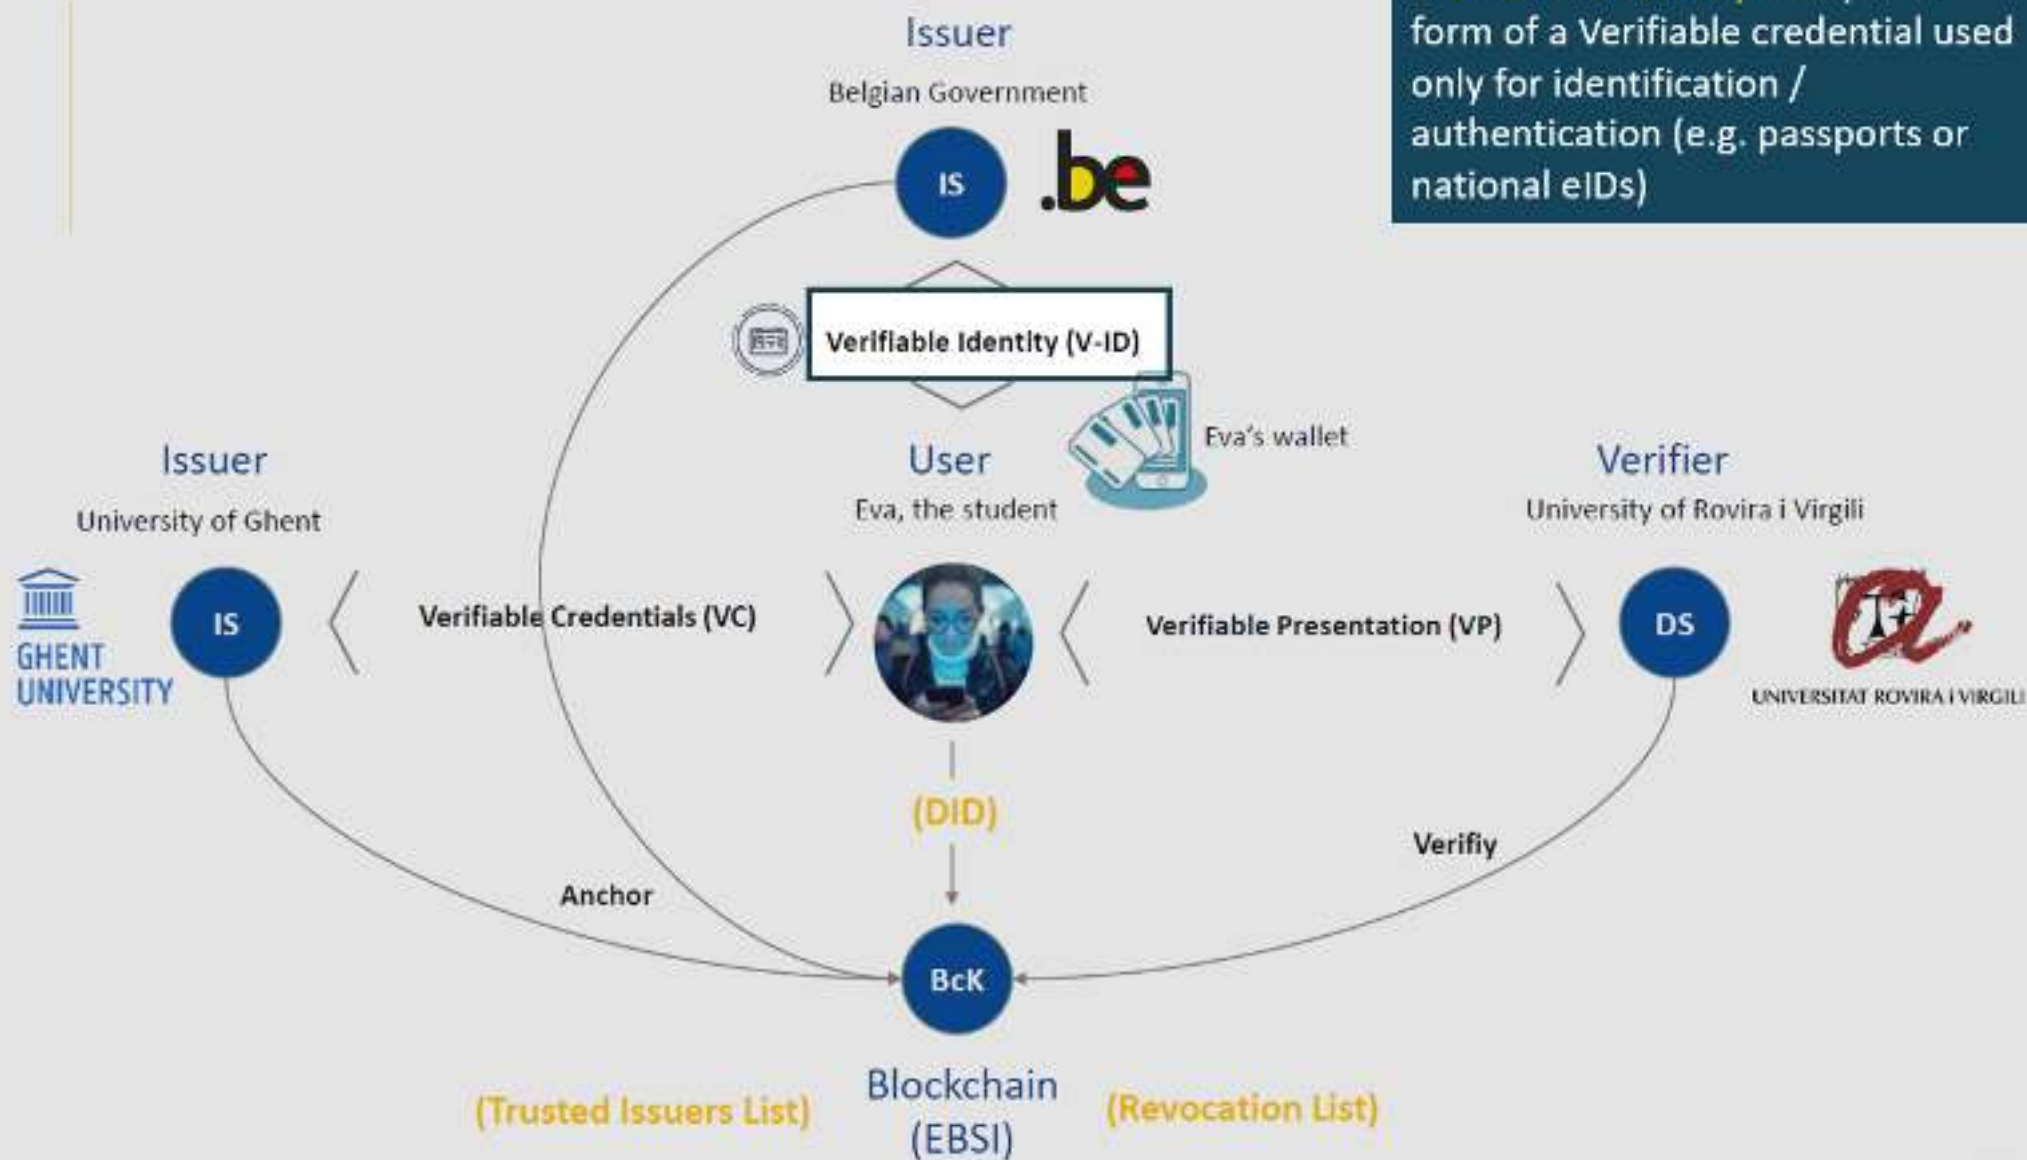 Issuer
Belgian Government
IS
.be
form of a Verifiable credential used
only for identification /
authentication (e.g. passports or
national eIDs)
Verifiable Identity (V-ID)
Eva's wallet
Issuer
University of Ghent
IS
GHENT
UNIVERSITY
Verifiable Credentials (VC)
User
Eva, the student
Verifiable Presentation (VP)
Verifier
University of Rovira i Virgili
DS
UNIVERSITAT ROVIRA i VIRGILI
(DID)
Anchor
Verifiy
BcK
Blockchain
(EBSI)
(Trusted Issuers List)
(Revocation List)